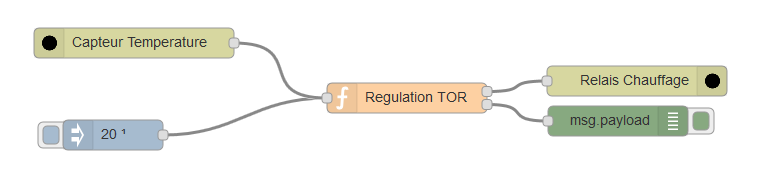 Capteur Temperature
Relais Chauffage
Regulation TOR
msg.payload
20 ¹